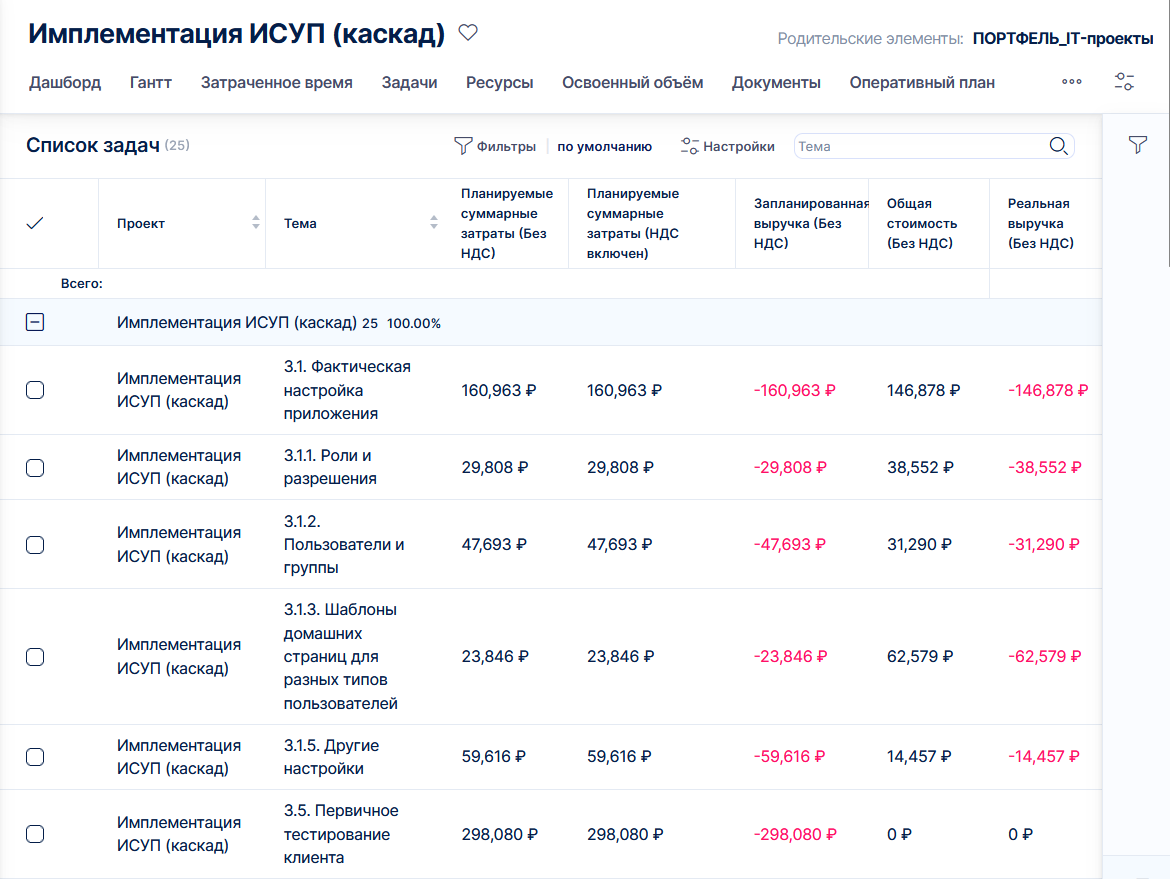 Имплементация ИСУП (каскад)
Родительские элементы: ПОРТФЕЛЬ_IT-проекты
Дашборд Гантт Затраченное время Задачи Ресурсы Освоенный объём Документы Оперативный план
Список задач (25)
Фильтры по умолчанию Настройки Тема
Проект
Тема
Планируемые
суммарные
затраты (Без
НДС)
Планируемые
суммарные
затраты (НДС
включен)
Запланированная
выручка (Без
НДС)
Общая
стоимость
(Без НДС)
Реальная
выручка
(Без НДС)
Всего:
Имплементация ИСУП (каскад) 25 100.00%
Имплементация
ИСУП (каскад)
3.1. Фактическая
настройка
приложения
160,963 ₽ 160,963 ₽ -160,963 ₽ 146,878 ₽ -146,878 ₽
Имплементация
ИСУП (каскад)
3.1.1. Роли и
разрешения
29,808 ₽ 29,808 ₽ -29,808 ₽ 38,552 ₽ -38,552 ₽
Имплементация
ИСУП (каскад)
3.1.2.
Пользователи и
группы
47,693 ₽ 47,693 ₽ -47,693 ₽ 31,290 ₽ -31,290 ₽
Имплементация
ИСУП (каскад)
3.1.3. Шаблоны
домашних
страниц для
разных типов
пользователей
23,846 ₽ 23,846 ₽ -23,846 ₽ 62,579 ₽ -62,579 ₽
Имплементация
ИСУП (каскад)
3.1.5. Другие
настройки
59,616 ₽ 59,616 ₽ -59,616 ₽ 14,457 ₽ -14,457 ₽
Имплементация
ИСУП (каскад)
3.5. Первичное
тестирование
клиента
298,080 ₽ 298,080 ₽ -298,080 ₽ 0 ₽ 0 ₽